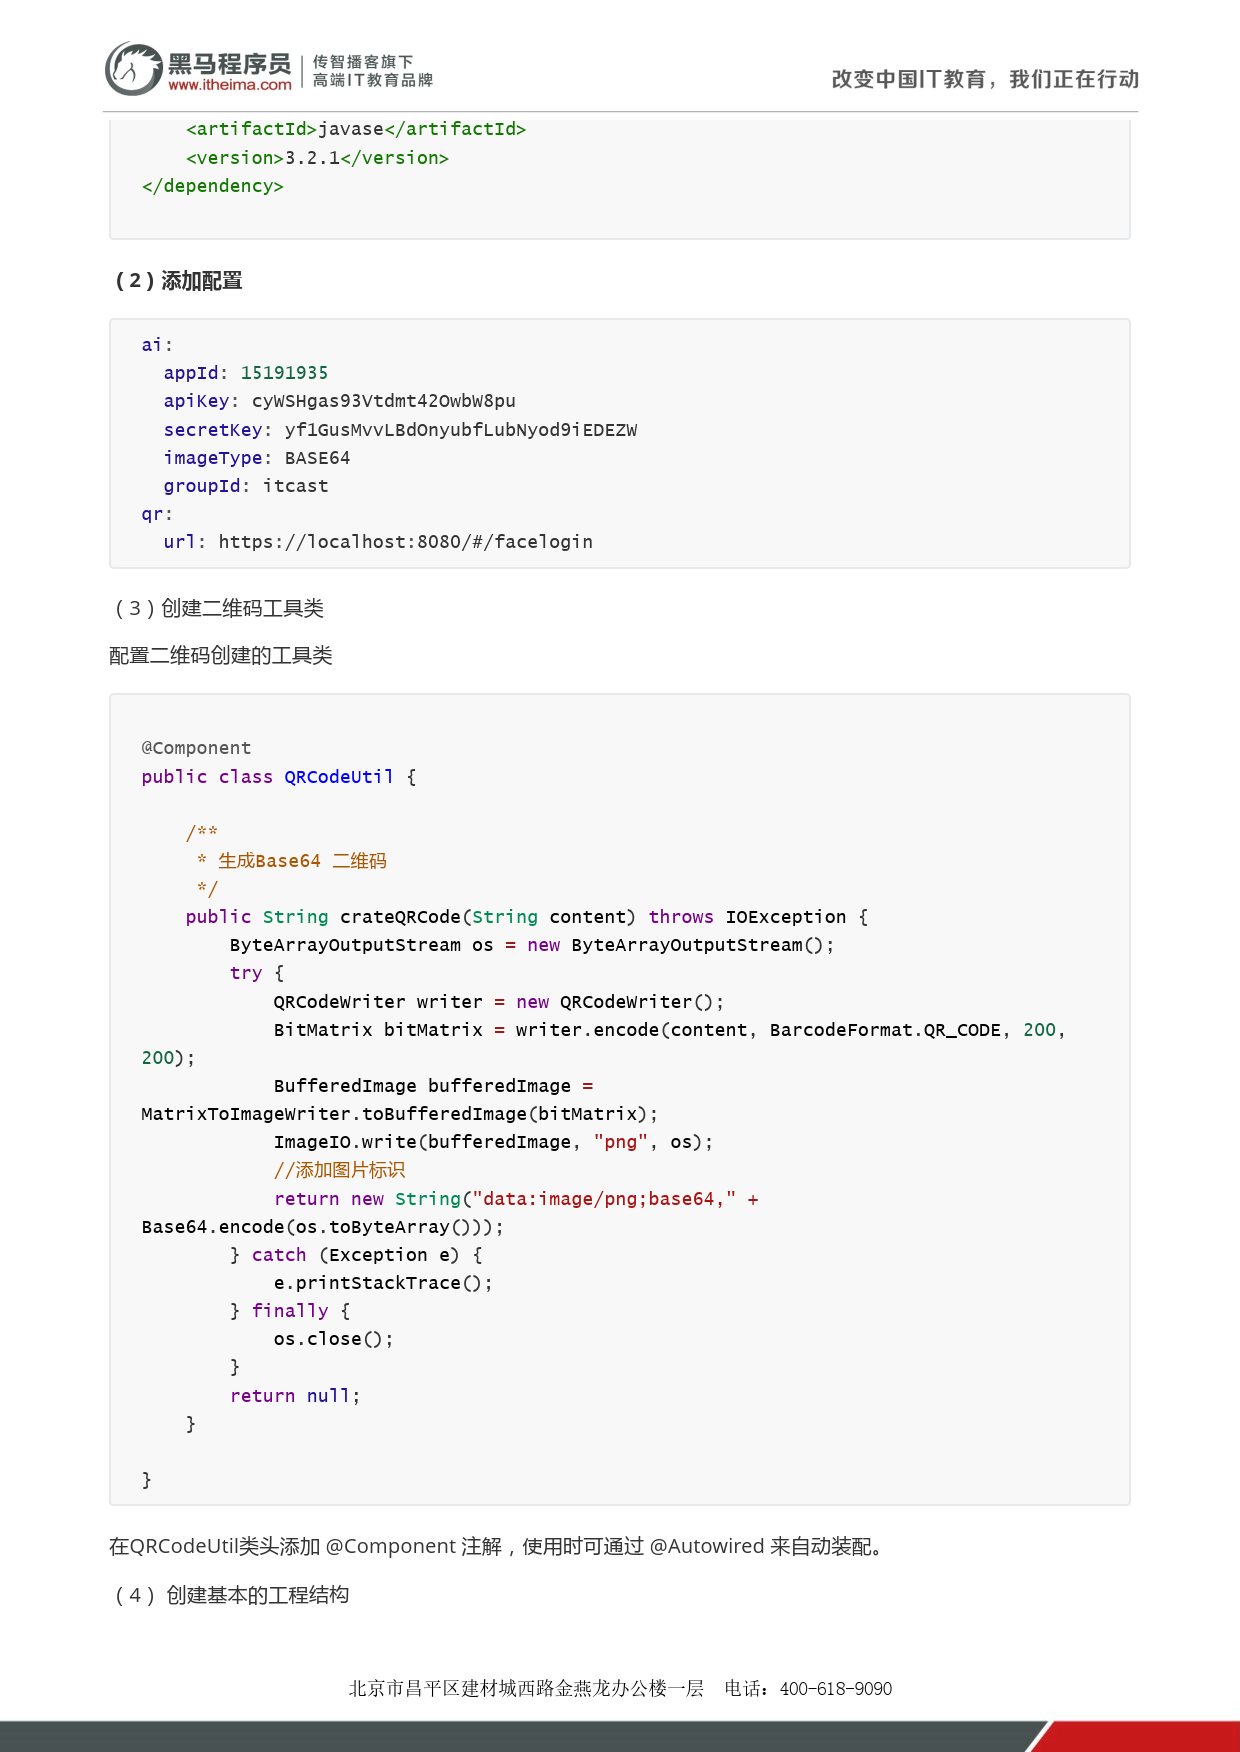 黑马程序员
www.itheima.com
传智播客旗下
高端IT教育品牌
改变中国IT教育，我们正在行动
    <artifactId>javase</artifactId>
    <version>3.2.1</version>
</dependency>
（2）添加配置
ai:
  appId: 15191935
  apiKey: cyWSHgas93Vtdmt42OwbW8pu
  secretKey: yf1GusMvvLBdOnyubfLubNyod9iEDEZW
  imageType: BASE64
  groupId: itcast
qr:
  url: https://localhost:8080/#/facelogin
（3）创建二维码工具类
配置二维码创建的工具类
@Component
public class QRCodeUtil {
    /**
     * 生成Base64 二维码
     */
    public String crateQRCode(String content) throws IOException {
        ByteArrayOutputStream os = new ByteArrayOutputStream();
        try {
            QRCodeWriter writer = new QRCodeWriter();
            BitMatrix bitMatrix = writer.encode(content, BarcodeFormat.QR_CODE, 200,
200);
            BufferedImage bufferedImage =
MatrixToImageWriter.toBufferedImage(bitMatrix);
            ImageIO.write(bufferedImage, "png", os);
            //添加图片标识
            return new String("data:image/png;base64," +
Base64.encode(os.toByteArray()));
        } catch (Exception e) {
            e.printStackTrace();
        } finally {
            os.close();
        }
        return null;
    }
}
在QRCodeUtil类头添加 @Component 注解，使用时可通过 @Autowired 来自动装配。
（4） 创建基本的工程结构
北京市昌平区建材城西路金燕龙办公楼一层 电话：400-618-9090